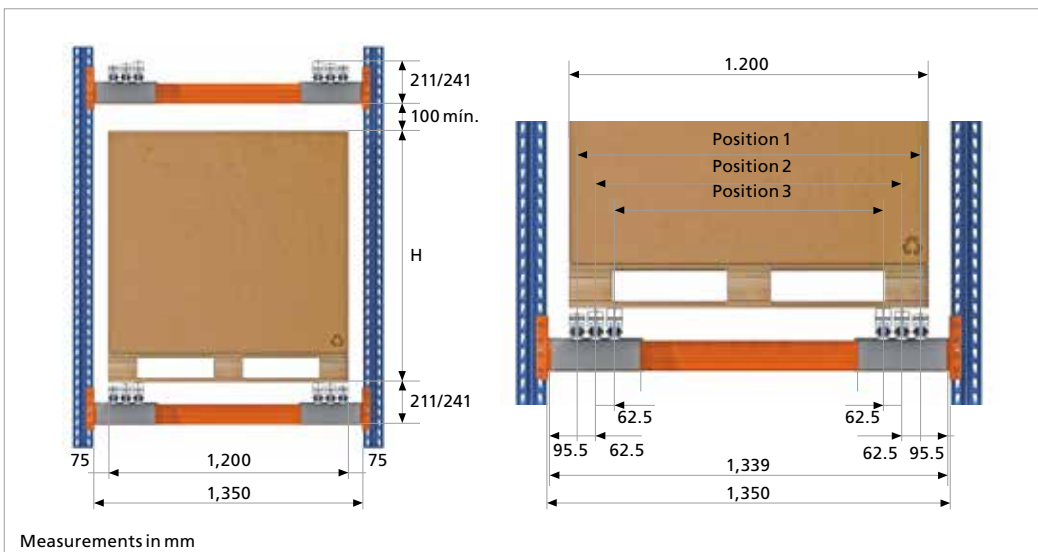 211/241
100 mín.
H
211/241
75
1,200
75
1,350
1.200
Position 1
Position 2
Position 3
62.5
62.5
95.5
62.5
62.5
95.5
1,339
1,350
Measurements in mm